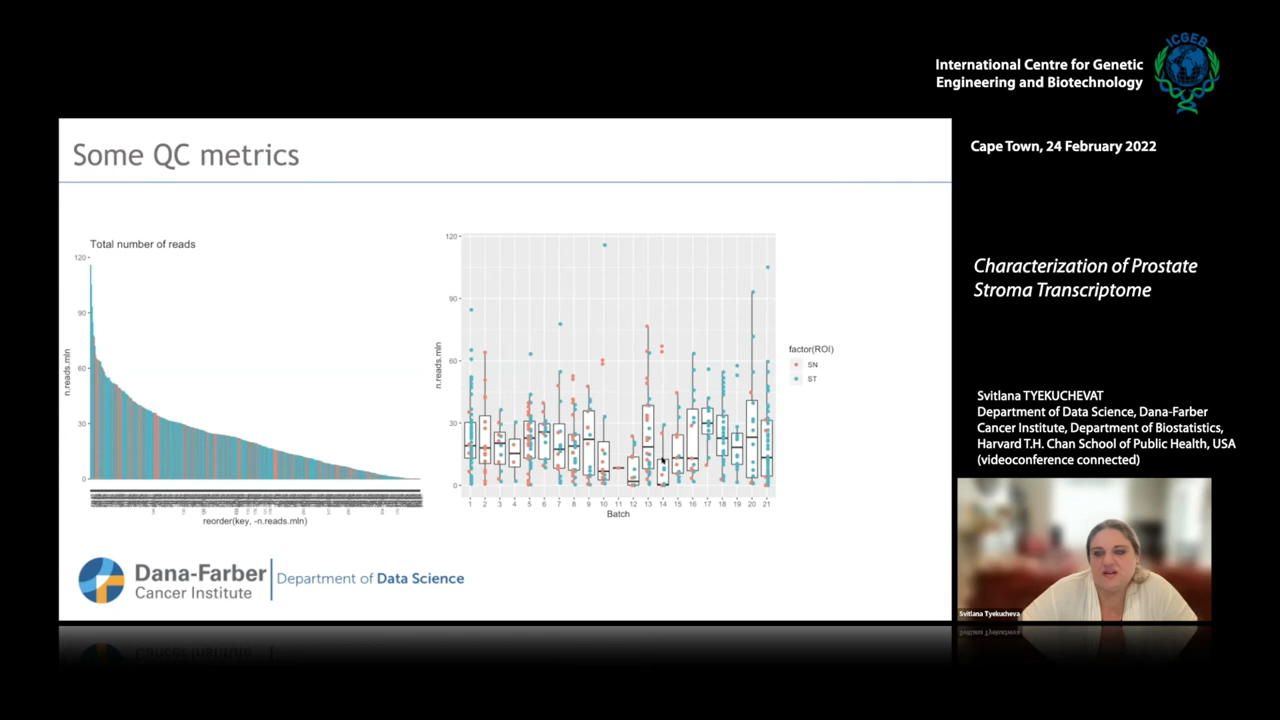 ICGEB
International Centre for Genetic
Engineering and Biotechnology
Cape Town, 24 February 2022
Some QC metrics
Total number of reads
120
90
60
30
0
n.reads.mln
reorder(key, -n.reads.mln)
120
90
60
30
0
n.reads.mln
1 2 3 4 5 6 7 8 9 10 11 12 13 14 15 16 17 18 19 20 21
Batch
factor(ROI)
SN
ST
Characterization of Prostate
Stroma Transcriptome
Svitlana TYEKUCHEVAT
Department of Data Science, Dana-Farber
Cancer Institute, Department of Biostatistics,
Harvard T.H. Chan School of Public Health, USA
(videoconference connected)
Dana-Farber
Cancer Institute
Department of Data Science
Svitlana Tyekucheva